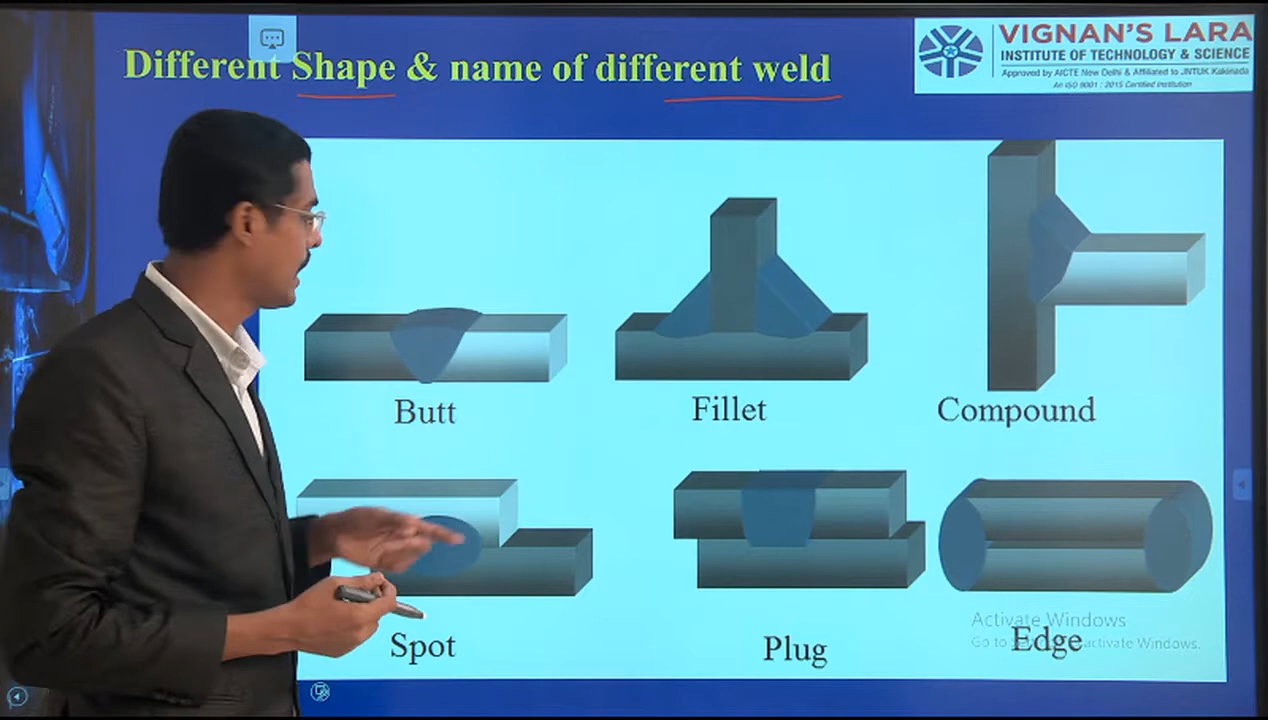 Different Shape & name of different weld
VIGNAN'S LARA
INSTITUTE OF TECHNOLOGY & SCIENCE
Approved by AICTE New Delhi & Affiliated to JNTUK Kakinada
An ISO 9001 : 2015 Certified Institution
Butt
Fillet
Compound
Spot
Plug
Edge
Activate Windows
Go to activate Windows.